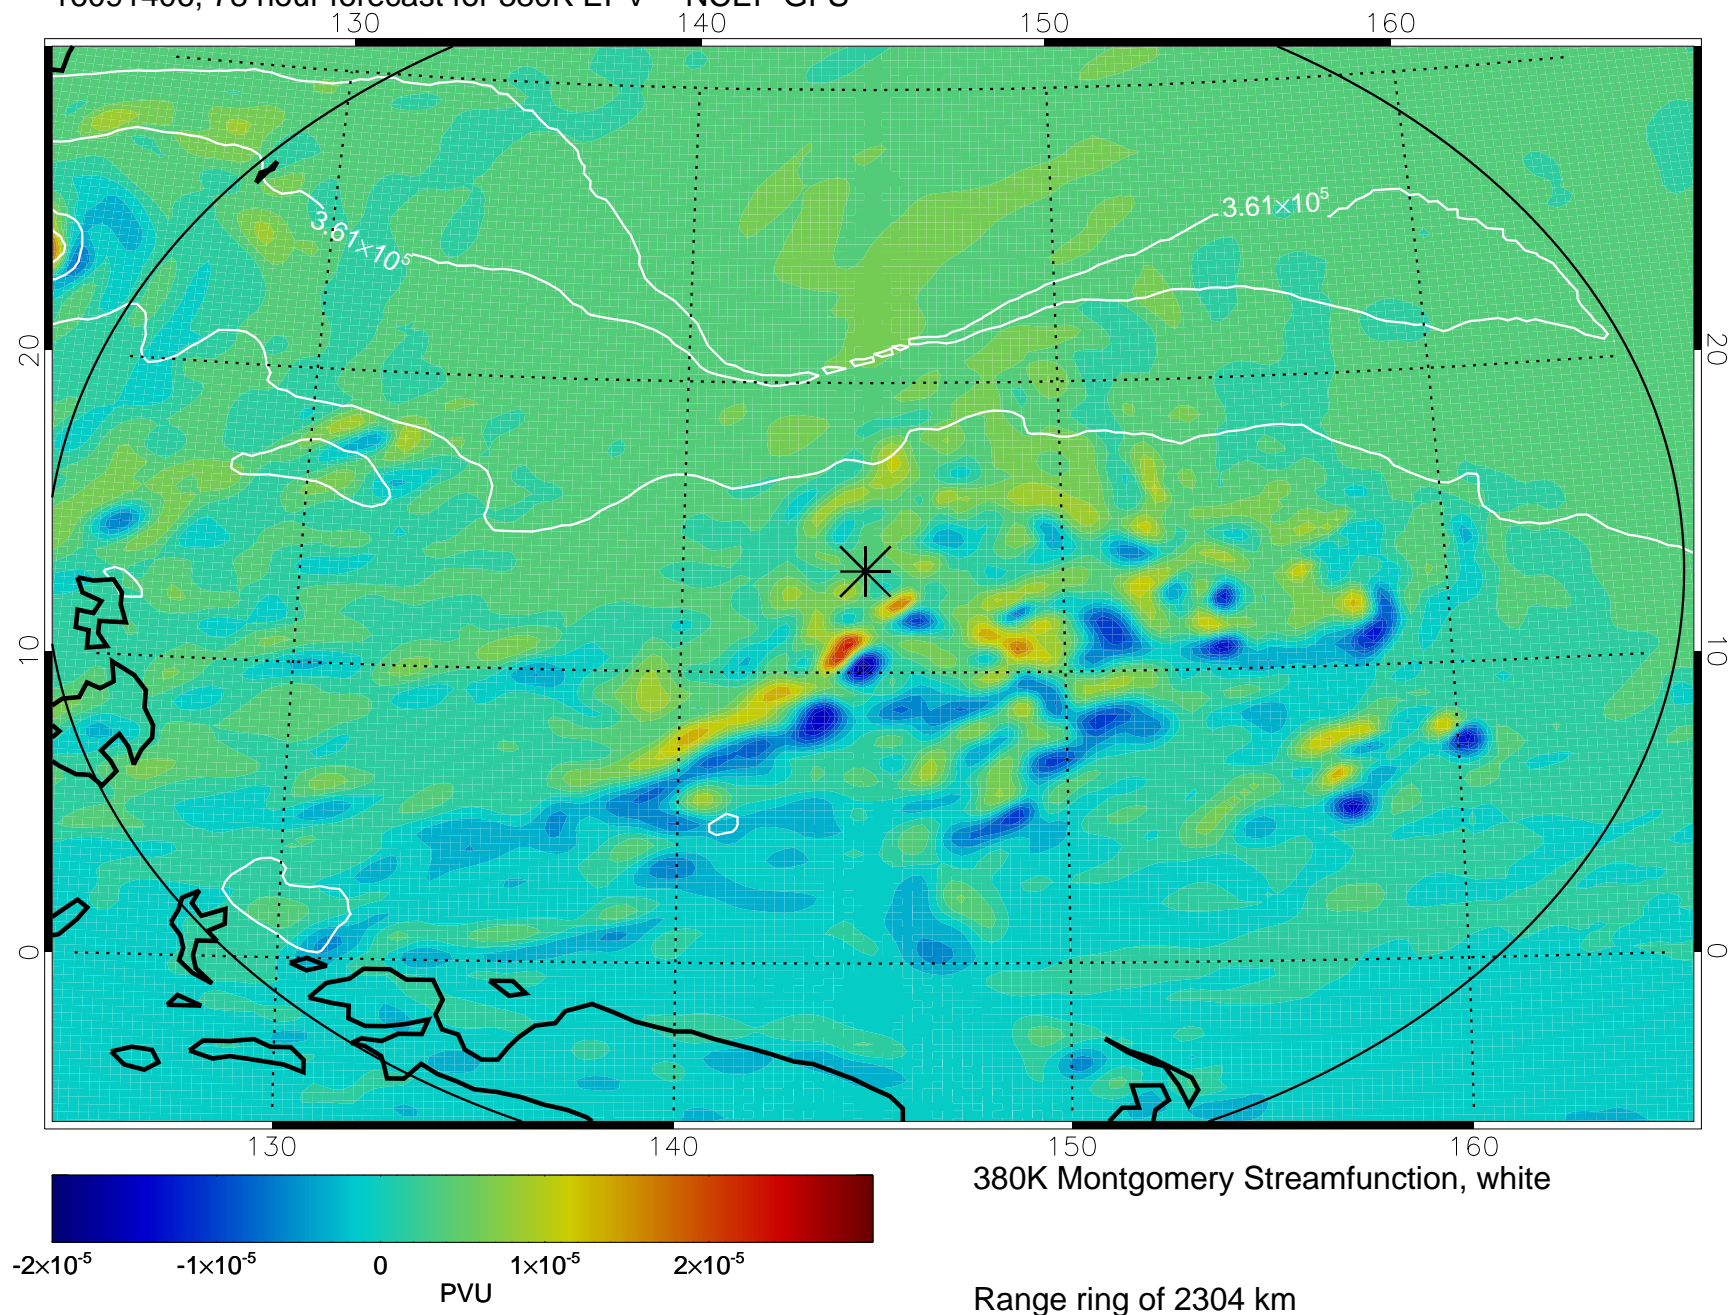 130 140 150 160
3.61×10⁵
3.61×10⁵
20 20
10 10
0 0
130 140 150 160
380K Montgomery Streamfunction, white
-2×10⁻⁵ -1×10⁻⁵ 0 1×10⁻⁵ 2×10⁻⁵
PVU
Range ring of 2304 km